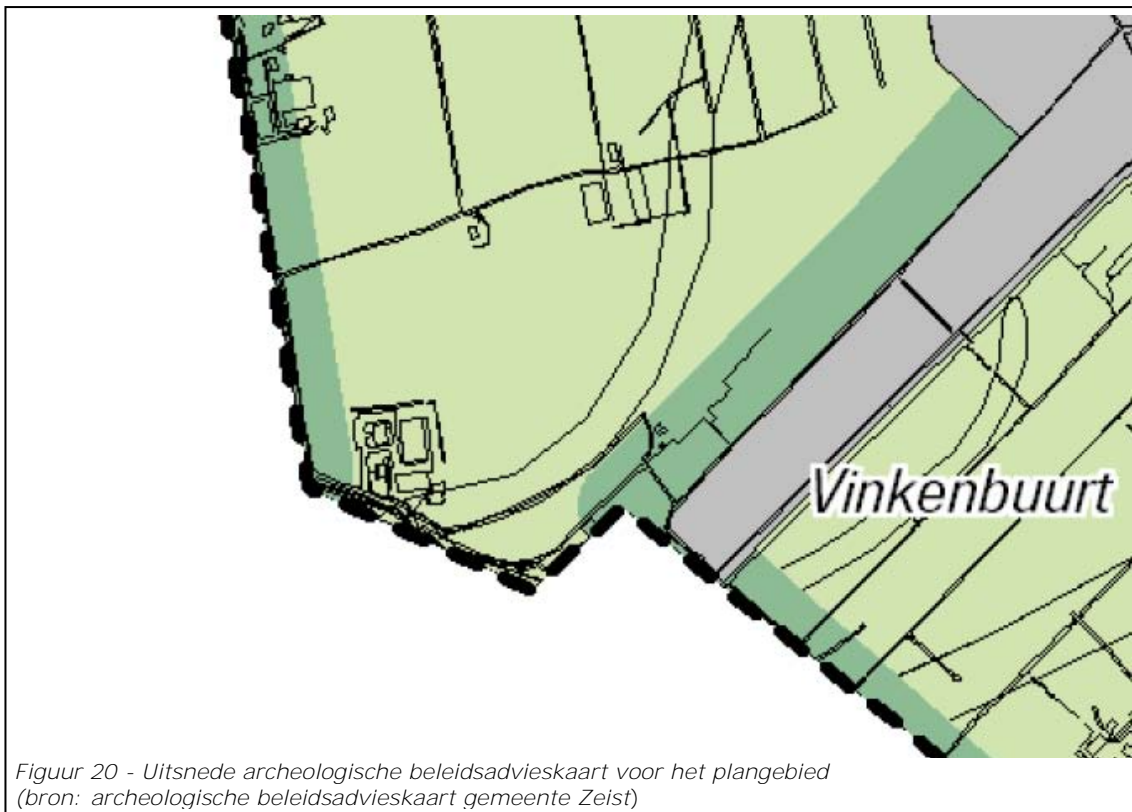 Vinkenbuurt
Figuur 20 - Uitsnede archeologische beleidsadvieskaart voor het plangebied
(bron: archeologische beleidsadvieskaart gemeente Zeist)